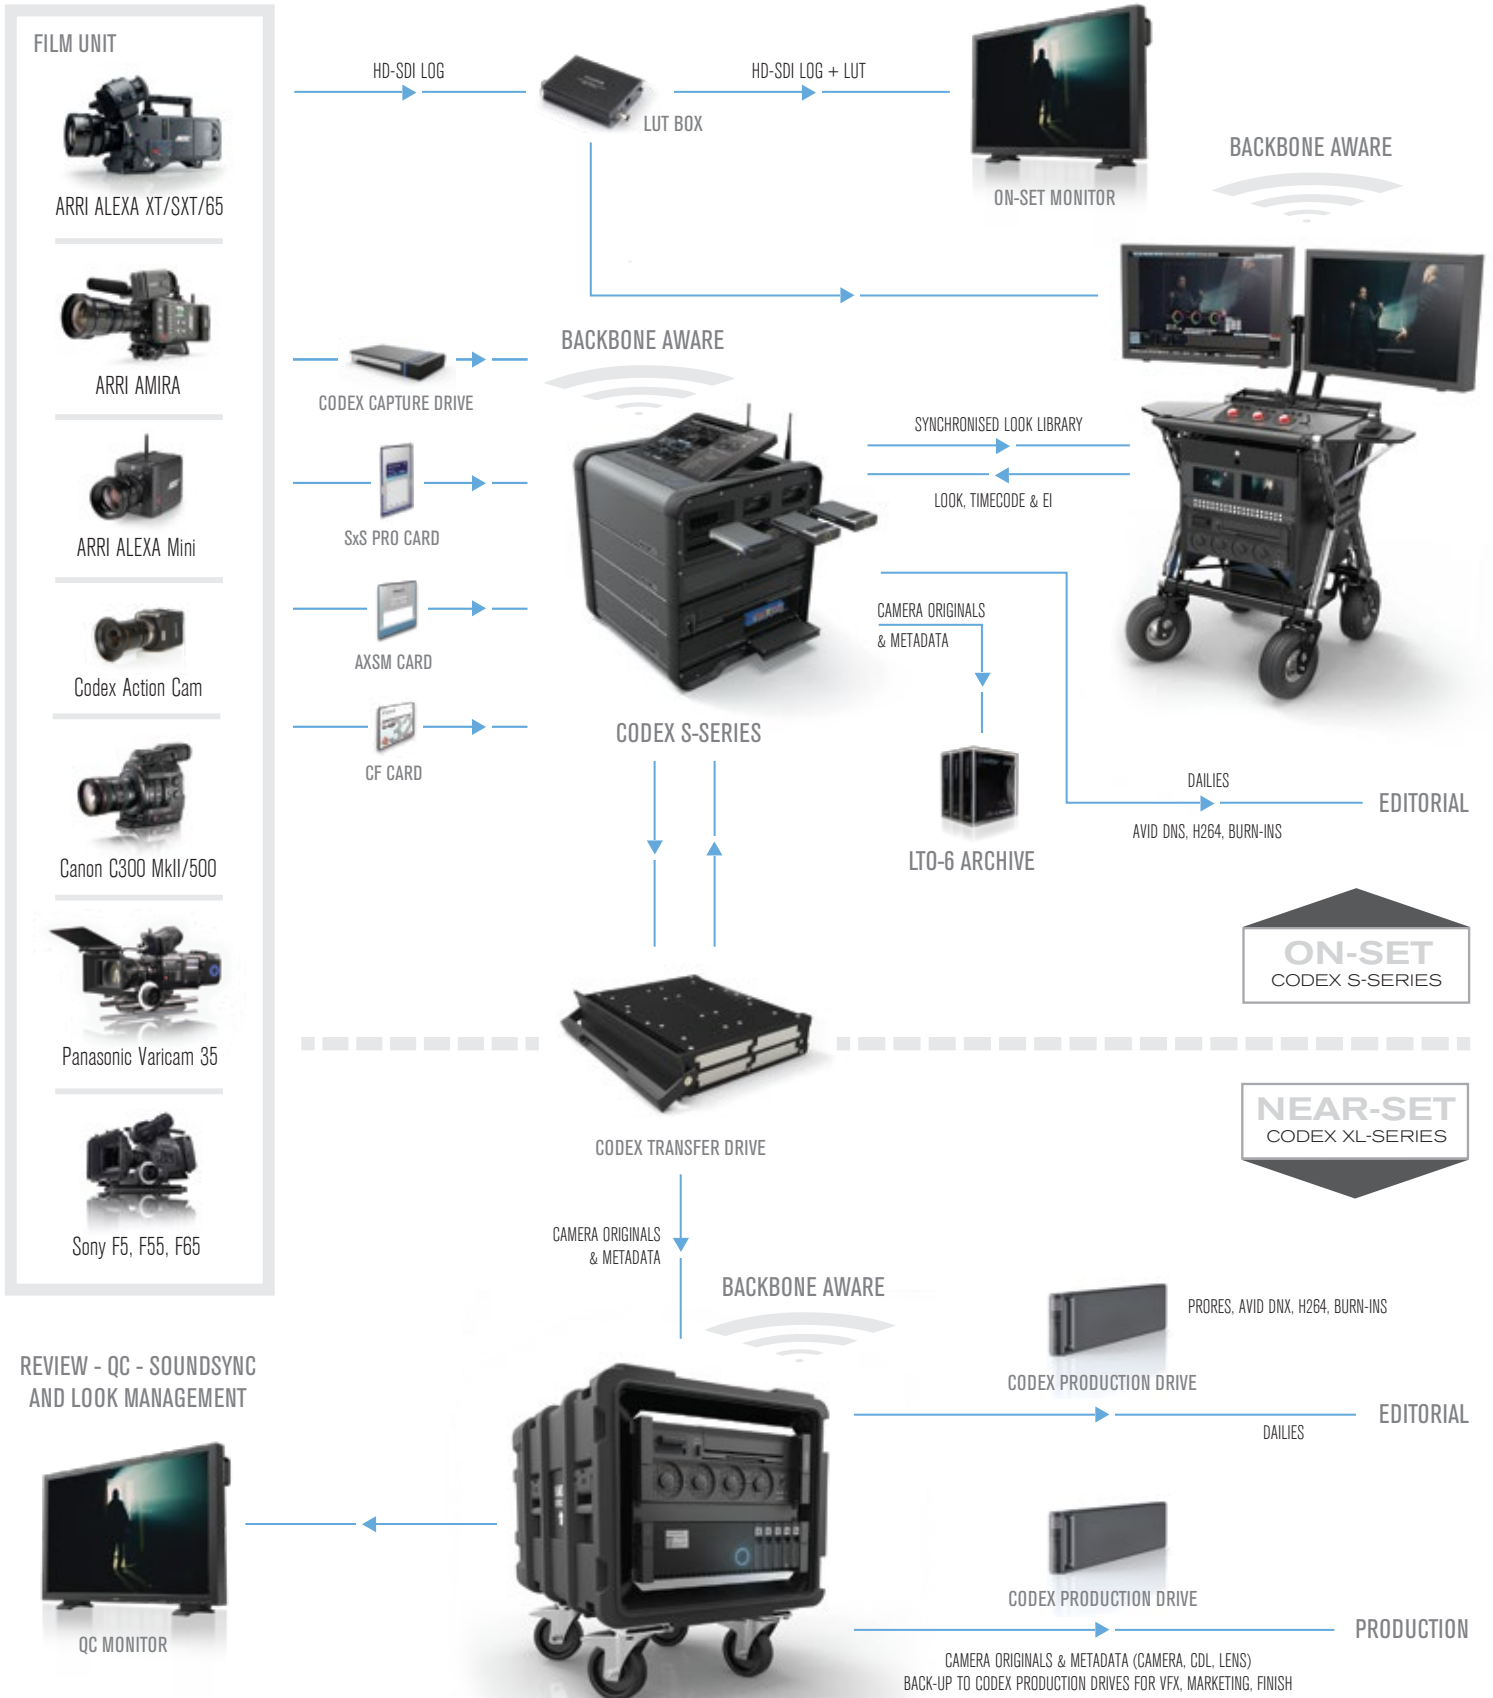 FILM UNIT
ARRI ALEXA XT/SXT/65
ARRI AMIRA
ARRI ALEXA Mini
Codex Action Cam
Canon C300 MkII/500
Panasonic Varicam 35
Sony F5, F55, F65
HD-SDI LOG
LUT BOX
HD-SDI LOG + LUT
ON-SET MONITOR
BACKBONE AWARE
CODEX CAPTURE DRIVE
SxS PRO CARD
AXSM CARD
CF CARD
BACKBONE AWARE
CODEX S-SERIES
SYNCHRONISED LOOK LIBRARY
LOOK, TIMECODE & EI
CAMERA ORIGINALS
& METADATA
LTO-6 ARCHIVE
DAILIES
AVID DNS, H264, BURN-INS
EDITORIAL
ON-SET
CODEX S-SERIES
NEAR-SET
CODEX XL-SERIES
CODEX TRANSFER DRIVE
CAMERA ORIGINALS
& METADATA
BACKBONE AWARE
REVIEW - QC - SOUNDSYNC
AND LOOK MANAGEMENT
QC MONITOR
PRORES, AVID DNX, H264, BURN-INS
CODEX PRODUCTION DRIVE
DAILIES
EDITORIAL
CODEX PRODUCTION DRIVE
PRODUCTION
CAMERA ORIGINALS & METADATA (CAMERA, CDL, LENS)
BACK-UP TO CODEX PRODUCTION DRIVES FOR VFX, MARKETING, FINISH